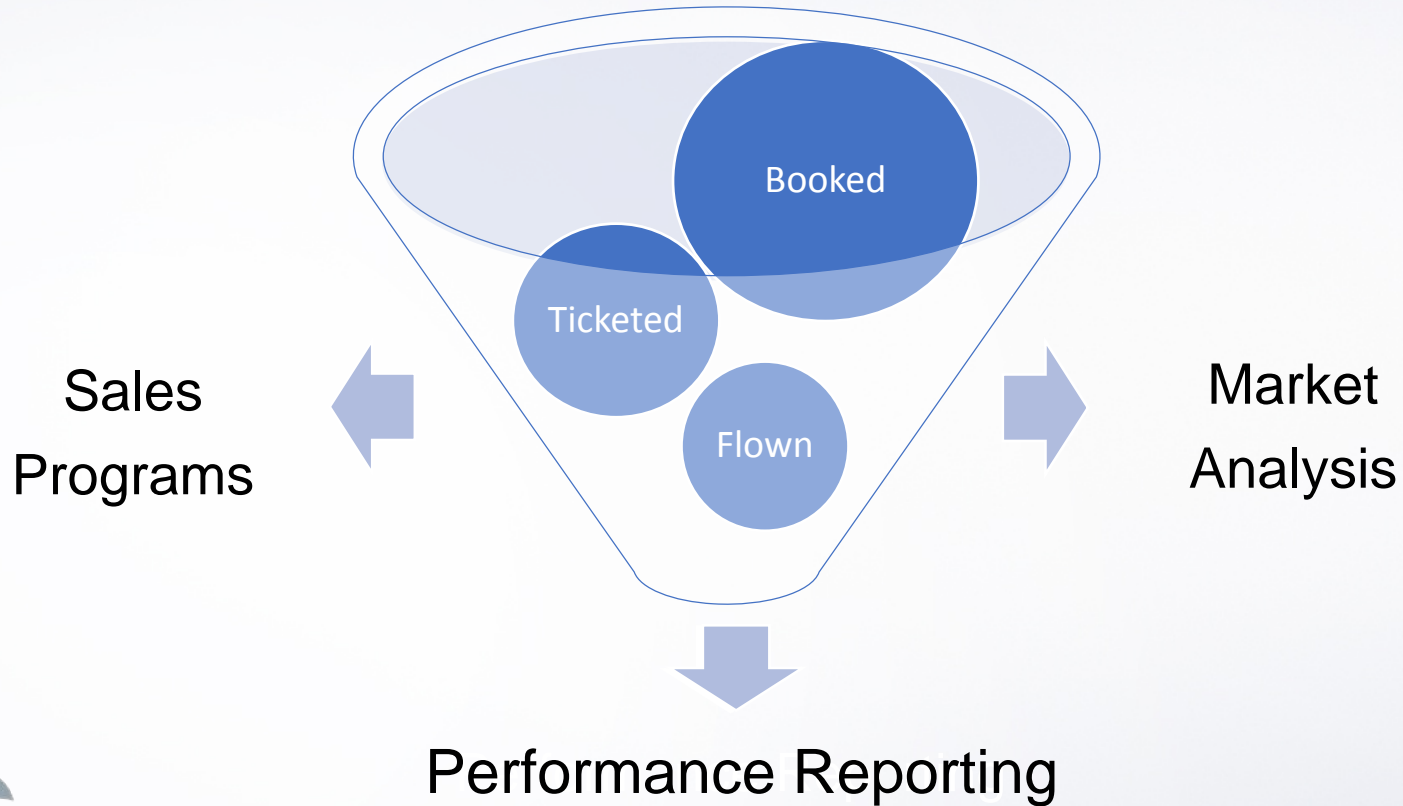 Booked
Ticketed
Flown
Sales
Programs
Market
Analysis
Performance Reporting